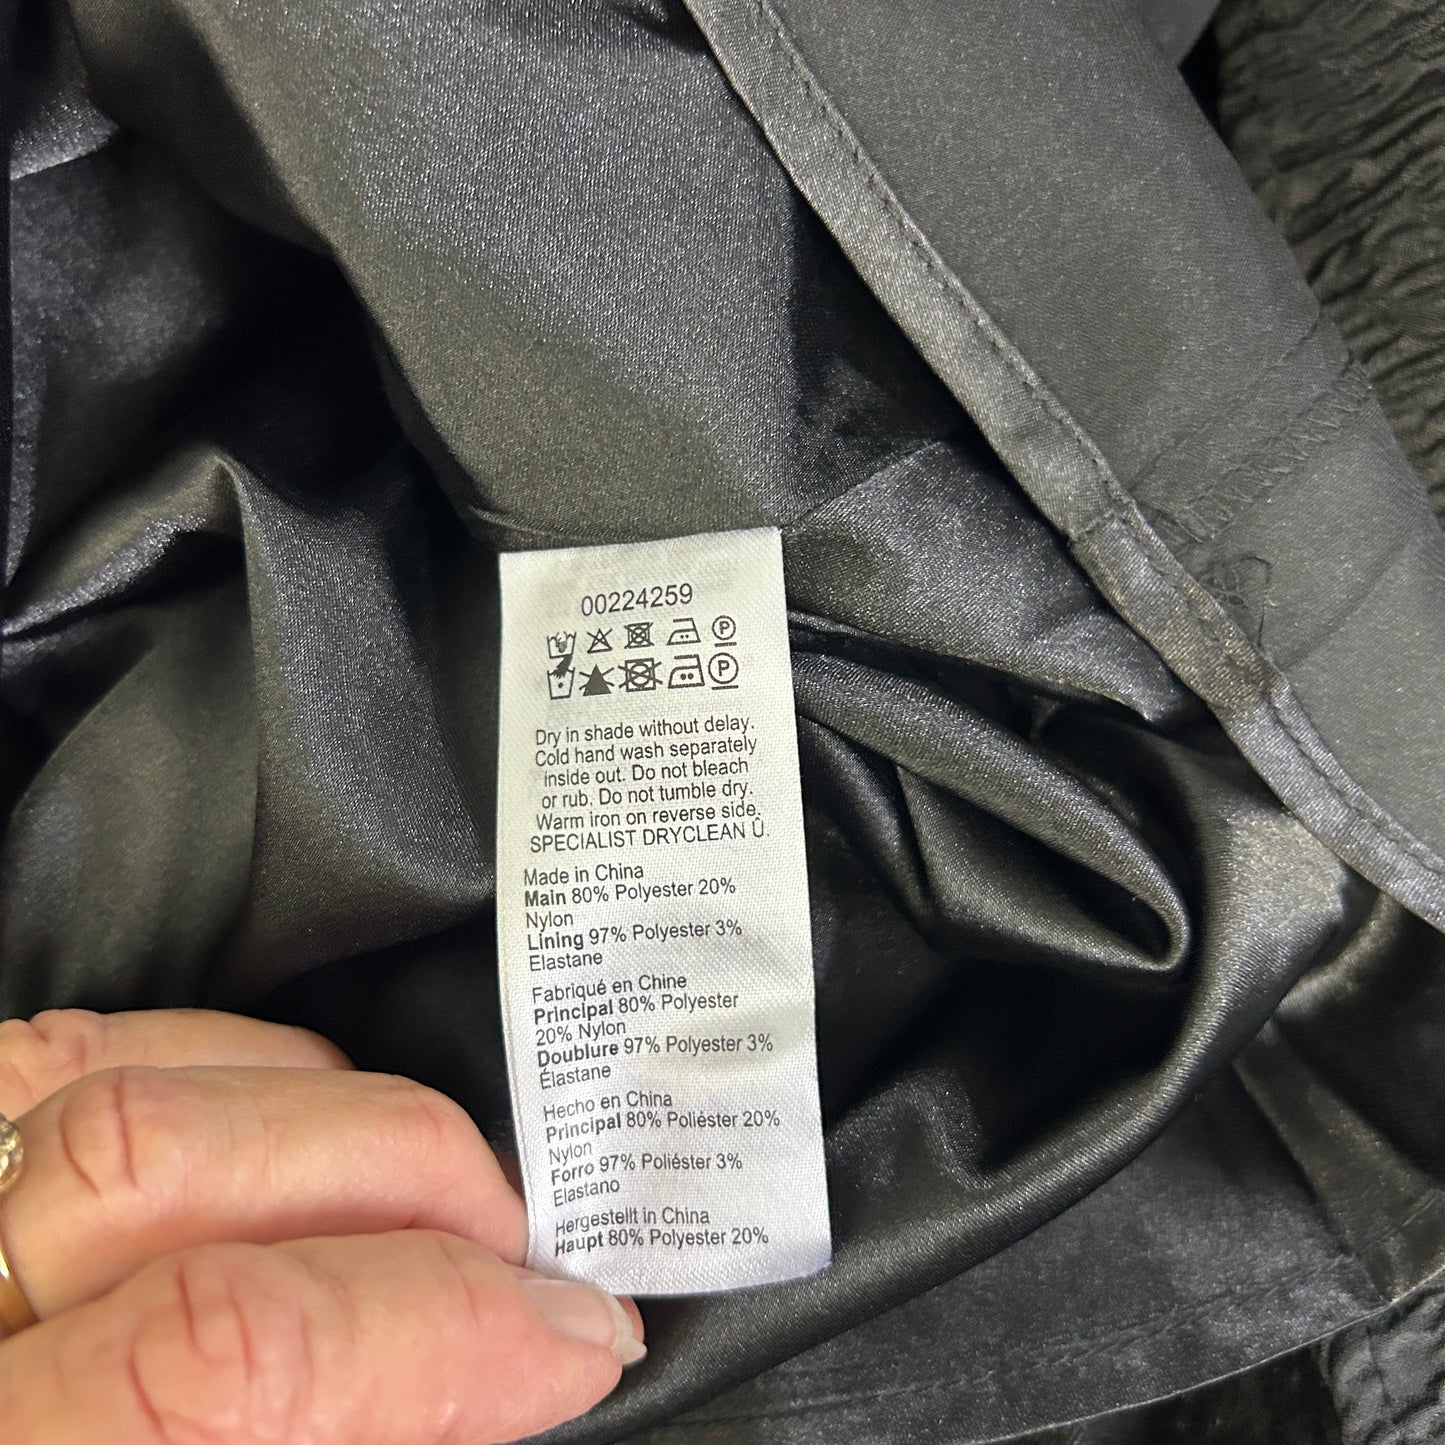 00224259
P
P
Dry in shade without delay.
Cold hand wash separately
inside out. Do not bleach
or rub. Do not tumble dry.
Warm iron on reverse side.
SPECIALIST DRYCLEAN Ü.
Made in China
Main 80% Polyester 20%
Nylon
Lining 97% Polyester 3%
Elastane
Fabriqué en Chine
Principal 80% Polyester
20% Nylon
Doublure 97% Polyester 3%
Élastane
Hecho en China
Principal 80% Poliéster 20%
Nylon
Forro 97% Poliéster 3%
Elastano
Hergestellt in China
Haupt 80% Polyester 20%